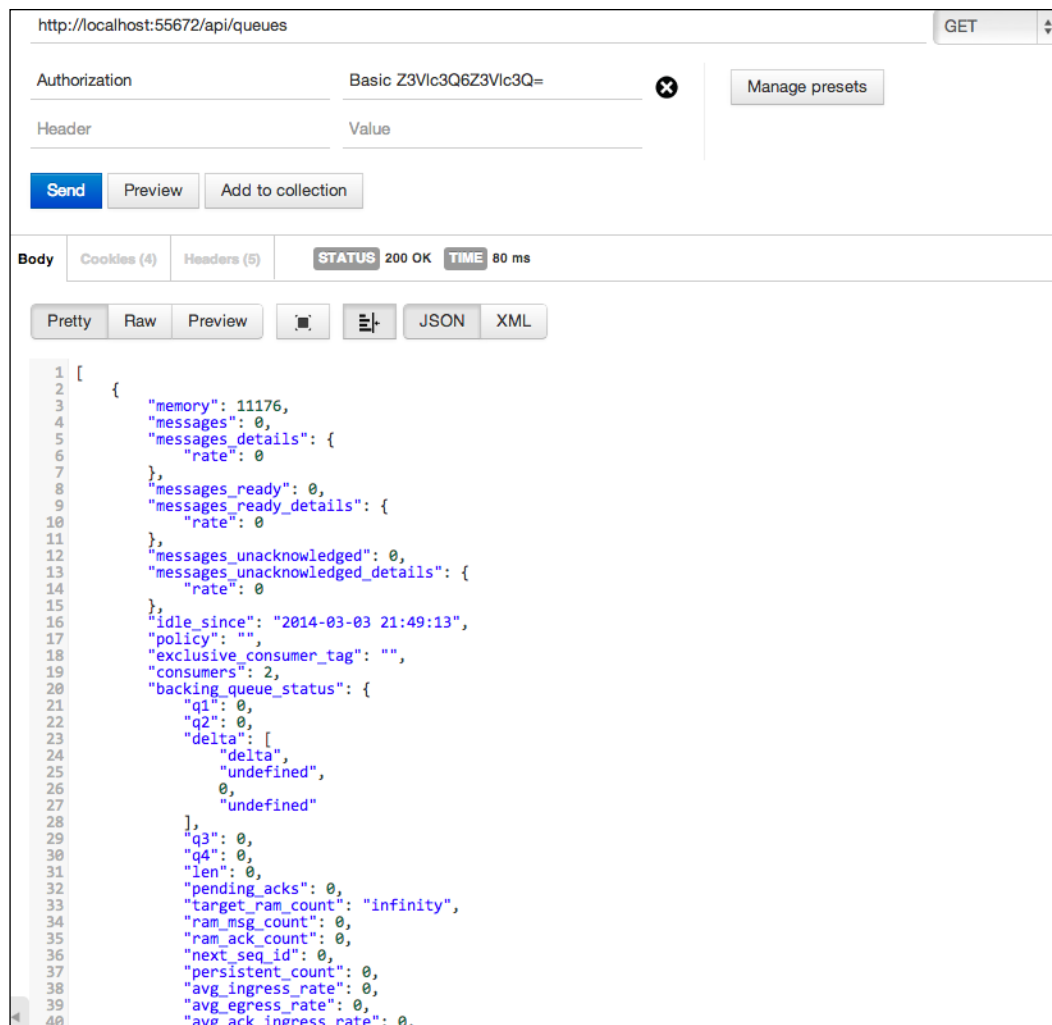 http://localhost:55672/api/queues GET
Authorization Basic Z3Vlc3Q6Z3Vlc3Q= Manage presets
Header Value
Send Preview Add to collection
Body Cookies (4) Headers (5) STATUS 200 OK TIME 80 ms
Pretty Raw Preview JSON XML
1 [
2 {
3 "memory": 11176,
4 "messages": 0,
5 "messages_details": {
6 "rate": 0
7 },
8 "messages_ready": 0,
9 "messages_ready_details": {
10 "rate": 0
11 },
12 "messages_unacknowledged": 0,
13 "messages_unacknowledged_details": {
14 "rate": 0
15 },
16 "idle_since": "2014-03-03 21:49:13",
17 "policy": "",
18 "exclusive_consumer_tag": "",
19 "consumers": 2,
20 "backing_queue_status": {
21 "q1": 0,
22 "q2": 0,
23 "delta": [
24 "delta",
25 "undefined",
26 0,
27 "undefined"
28 ],
29 "q3": 0,
30 "q4": 0,
31 "len": 0,
32 "pending_acks": 0,
33 "target_ram_count": "infinity",
34 "ram_msg_count": 0,
35 "ram_ack_count": 0,
36 "next_seq_id": 0,
37 "persistent_count": 0,
38 "avg_ingress_rate": 0,
39 "avg_egress_rate": 0,
40 "avg_ack_ingress_rate": 0,